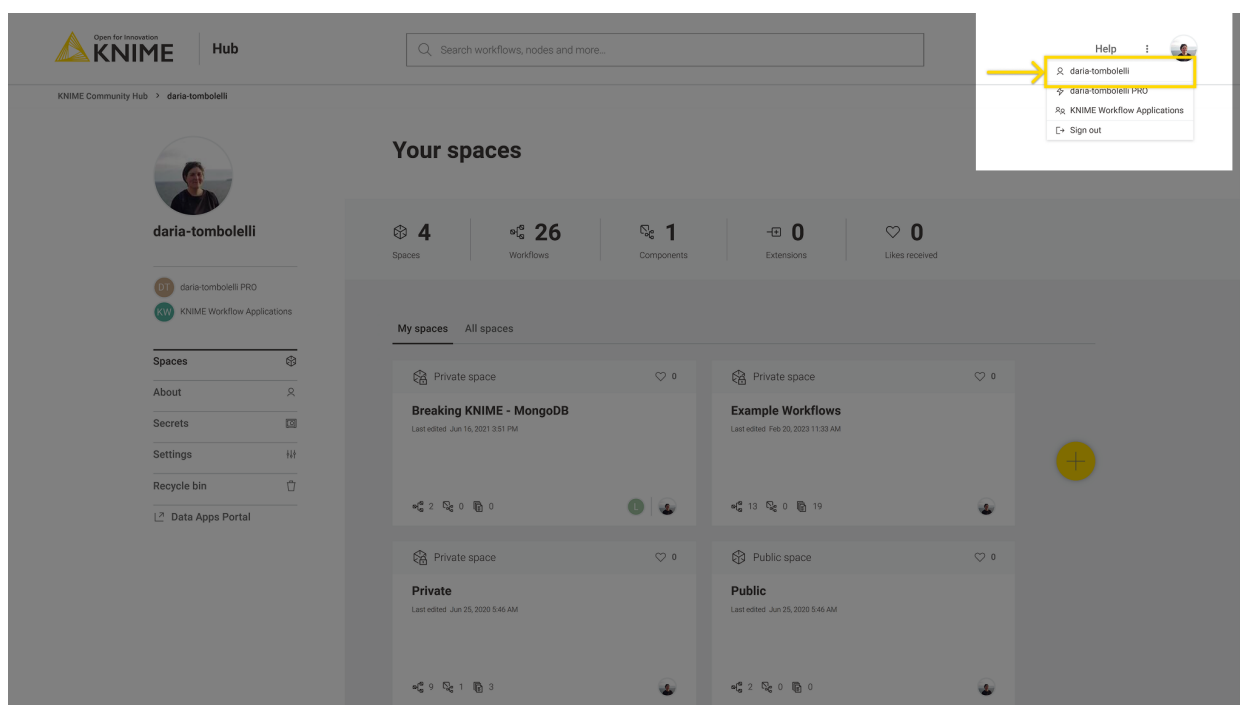 Open for Innovation
KNIME
Hub
Search workflows, nodes and more...
Help
daria-tombolelli
daria-tombolelli PRO
KNIME Workflow Applications
Sign out
KNIME Community Hub > daria-tombolelli
daria-tombolelli
DT daria-tombolelli PRO
KW KNIME Workflow Applications
Spaces
About
Secrets
Settings
Recycle bin
Data Apps Portal
Your spaces
4 26 1 0 0
Spaces Workflows Components Extensions Likes received
My spaces All spaces
Private space 0
Breaking KNIME - MongoDB
Last edited Jun 16, 2021 3:51 PM
2 0 0 L
Private space 0
Example Workflows
Last edited Feb 20, 2023 11:33 AM
13 0 19
Private space 0
Private
Last edited Jun 25, 2020 5:46 AM
9 1 3
Public space 0
Public
Last edited Jun 25, 2020 5:46 AM
2 0 0